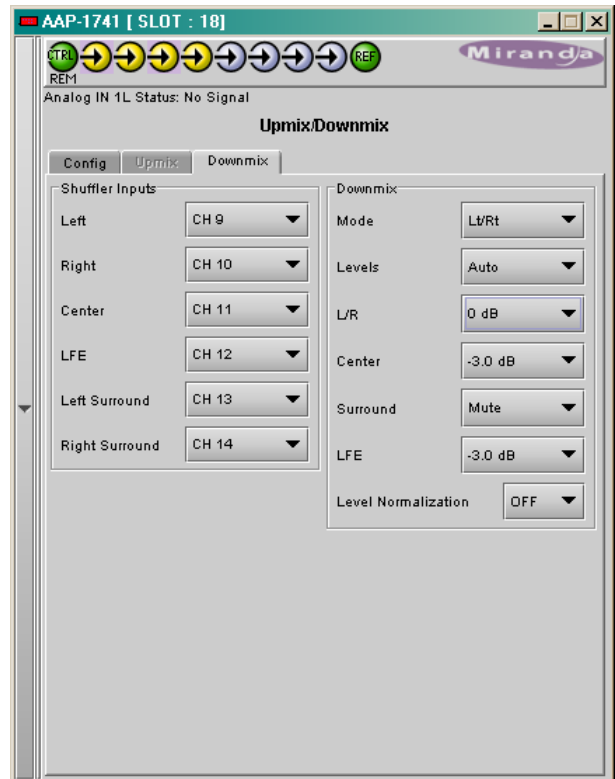 AAP-1741 [ SLOT : 18]
CTRL REF Miranda
REM
Analog IN 1L Status: No Signal
Upmix/Downmix
Config Upmix Downmix
Shuffler Inputs
Left CH 9
Right CH 10
Center CH 11
LFE CH 12
Left Surround CH 13
Right Surround CH 14
Downmix
Mode Lt/Rt
Levels Auto
L/R 0 dB
Center -3.0 dB
Surround Mute
LFE -3.0 dB
Level Normalization OFF